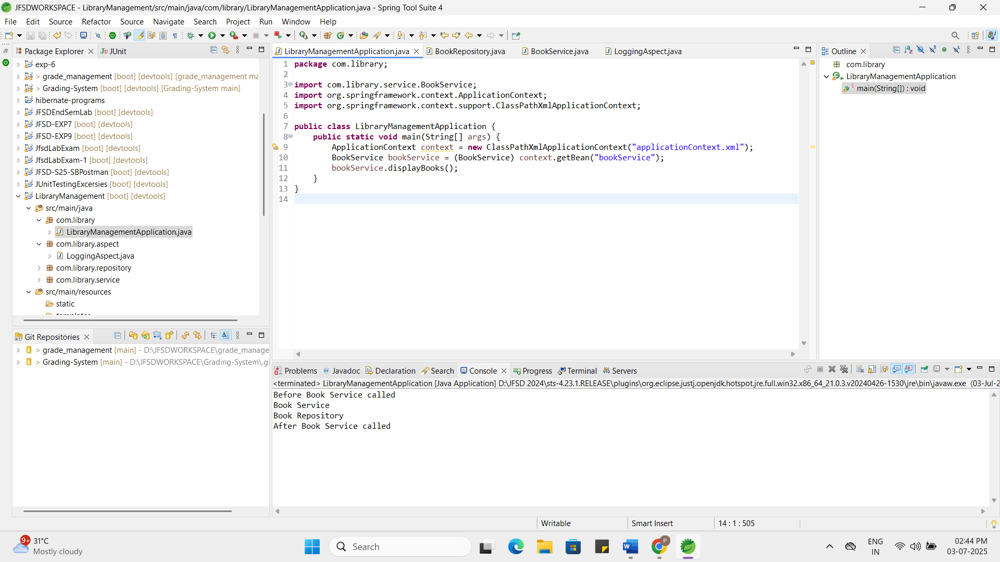 JFSDWORKSPACE - LibraryManagement/src/main/java/com/library/LibraryManagementApplication.java - Spring Tool Suite 4
File Edit Source Refactor Source Navigate Search Project Run Window Help
Package Explorer JUnit
exp-6
> grade_management [boot] [devtools] [grade_management ma
> Grading-System [boot] [devtools] [Grading-System main]
hibernate-programs
JFSDEndSemLab [boot] [devtools]
JFSD-EXP7 [boot] [devtools]
JFSD-EXP9 [boot] [devtools]
JfsdLabExam [boot] [devtools]
JfsdLabExam-1 [boot] [devtools]
JFSD-S25-SBPostman [boot] [devtools]
JUnitTestingExcersies [boot] [devtools]
LibraryManagement [boot] [devtools]
src/main/java
com.library
LibraryManagementApplication.java
com.library.aspect
LoggingAspect.java
com.library.repository
com.library.service
src/main/resources
static
Git Repositories
> grade_management [main] - D:\JFSDWORKSPACE\grade_manage
> Grading-System [main] - D:\JFSDWORKSPACE\Grading-System\.gi
LibraryManagementApplication.java BookRepository.java BookService.java LoggingAspect.java
1 package com.library;
2
3 import com.library.service.BookService;
4 import org.springframework.context.ApplicationContext;
5 import org.springframework.context.support.ClassPathXmlApplicationContext;
6
7 public class LibraryManagementApplication {
8 public static void main(String[] args) {
9 ApplicationContext context = new ClassPathXmlApplicationContext("applicationContext.xml");
10 BookService bookService = (BookService) context.getBean("bookService");
11 bookService.displayBooks();
12 }
13 }
14
Outline
com.library
LibraryManagementApplication
main(String[]) : void
Problems Javadoc Declaration Search Console Progress Terminal Servers
<terminated> LibraryManagementApplication [Java Application] D:\JFSD 2024\sts-4.23.1.RELEASE\plugins\org.eclipse.justj.openjdk.hotspot.jre.full.win32.x86_64_21.0.3.v20240426-1530\jre\bin\javaw.exe (03-Jul-2
Before Book Service called
Book Service
Book Repository
After Book Service called
Writable Smart Insert 14 : 1 : 505
9+ 31°C
Mostly cloudy
Search
P
ENG
IN
02:44 PM
03-07-2025